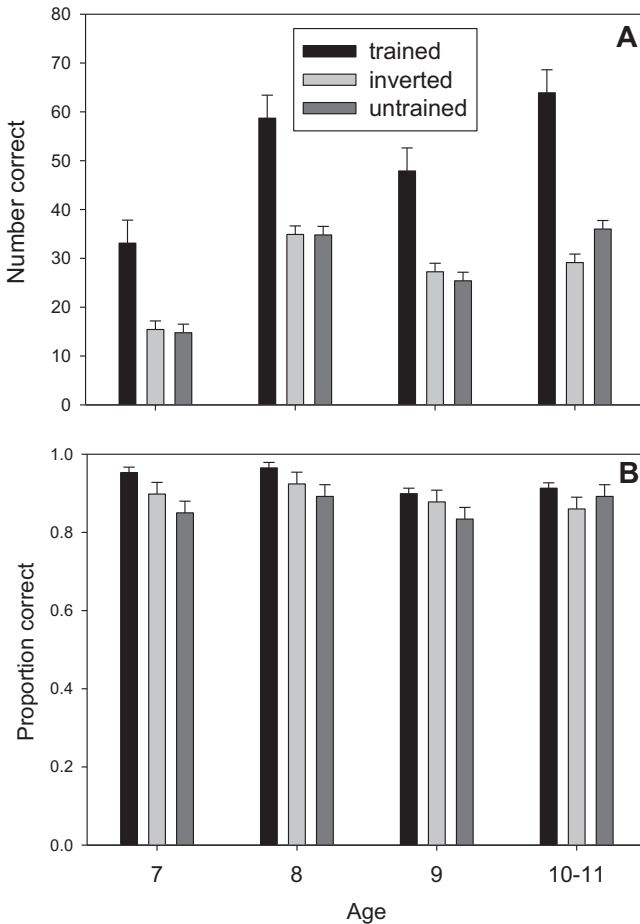 80
70
60
50
40
30
20
10
0
Number correct
A
trained
inverted
untrained
1.0
0.8
0.6
0.4
0.2
0.0
Proportion correct
B
7 8 9 10-11
Age